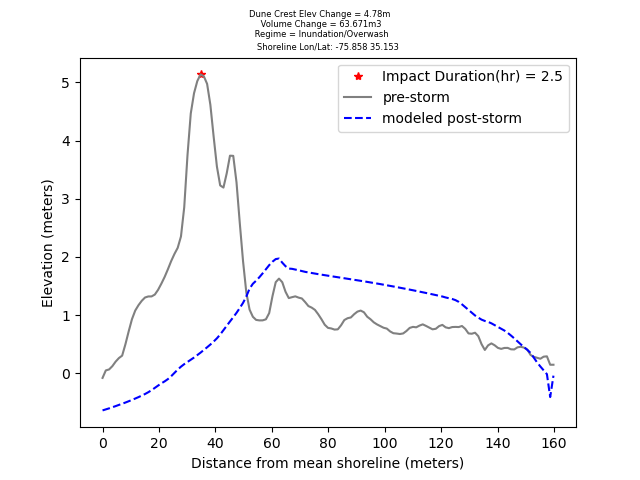 Dune Crest Elev Change = 4.78m
Volume Change = 63.671m3
Regime = Inundation/Overwash
Shoreline Lon/Lat: -75.858 35.153
Impact Duration(hr) = 2.5
pre-storm
modeled post-storm
Elevation (meters)
5
4
3
2
1
0
0 20 40 60 80 100 120 140 160
Distance from mean shoreline (meters)